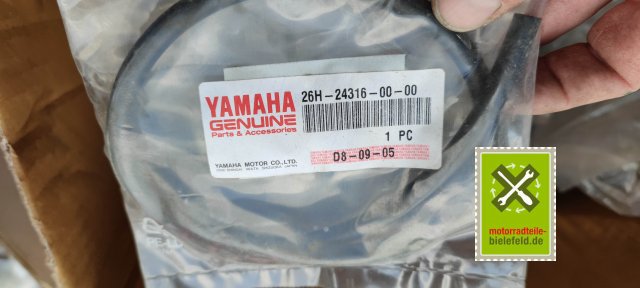 YAMAHA
GENUINE
Parts & Accessories
26H-24316-00-00
1 PC
D8-09-05
YAMAHA MOTOR CO.,LTD.
motorradteile-
bielefeld.de